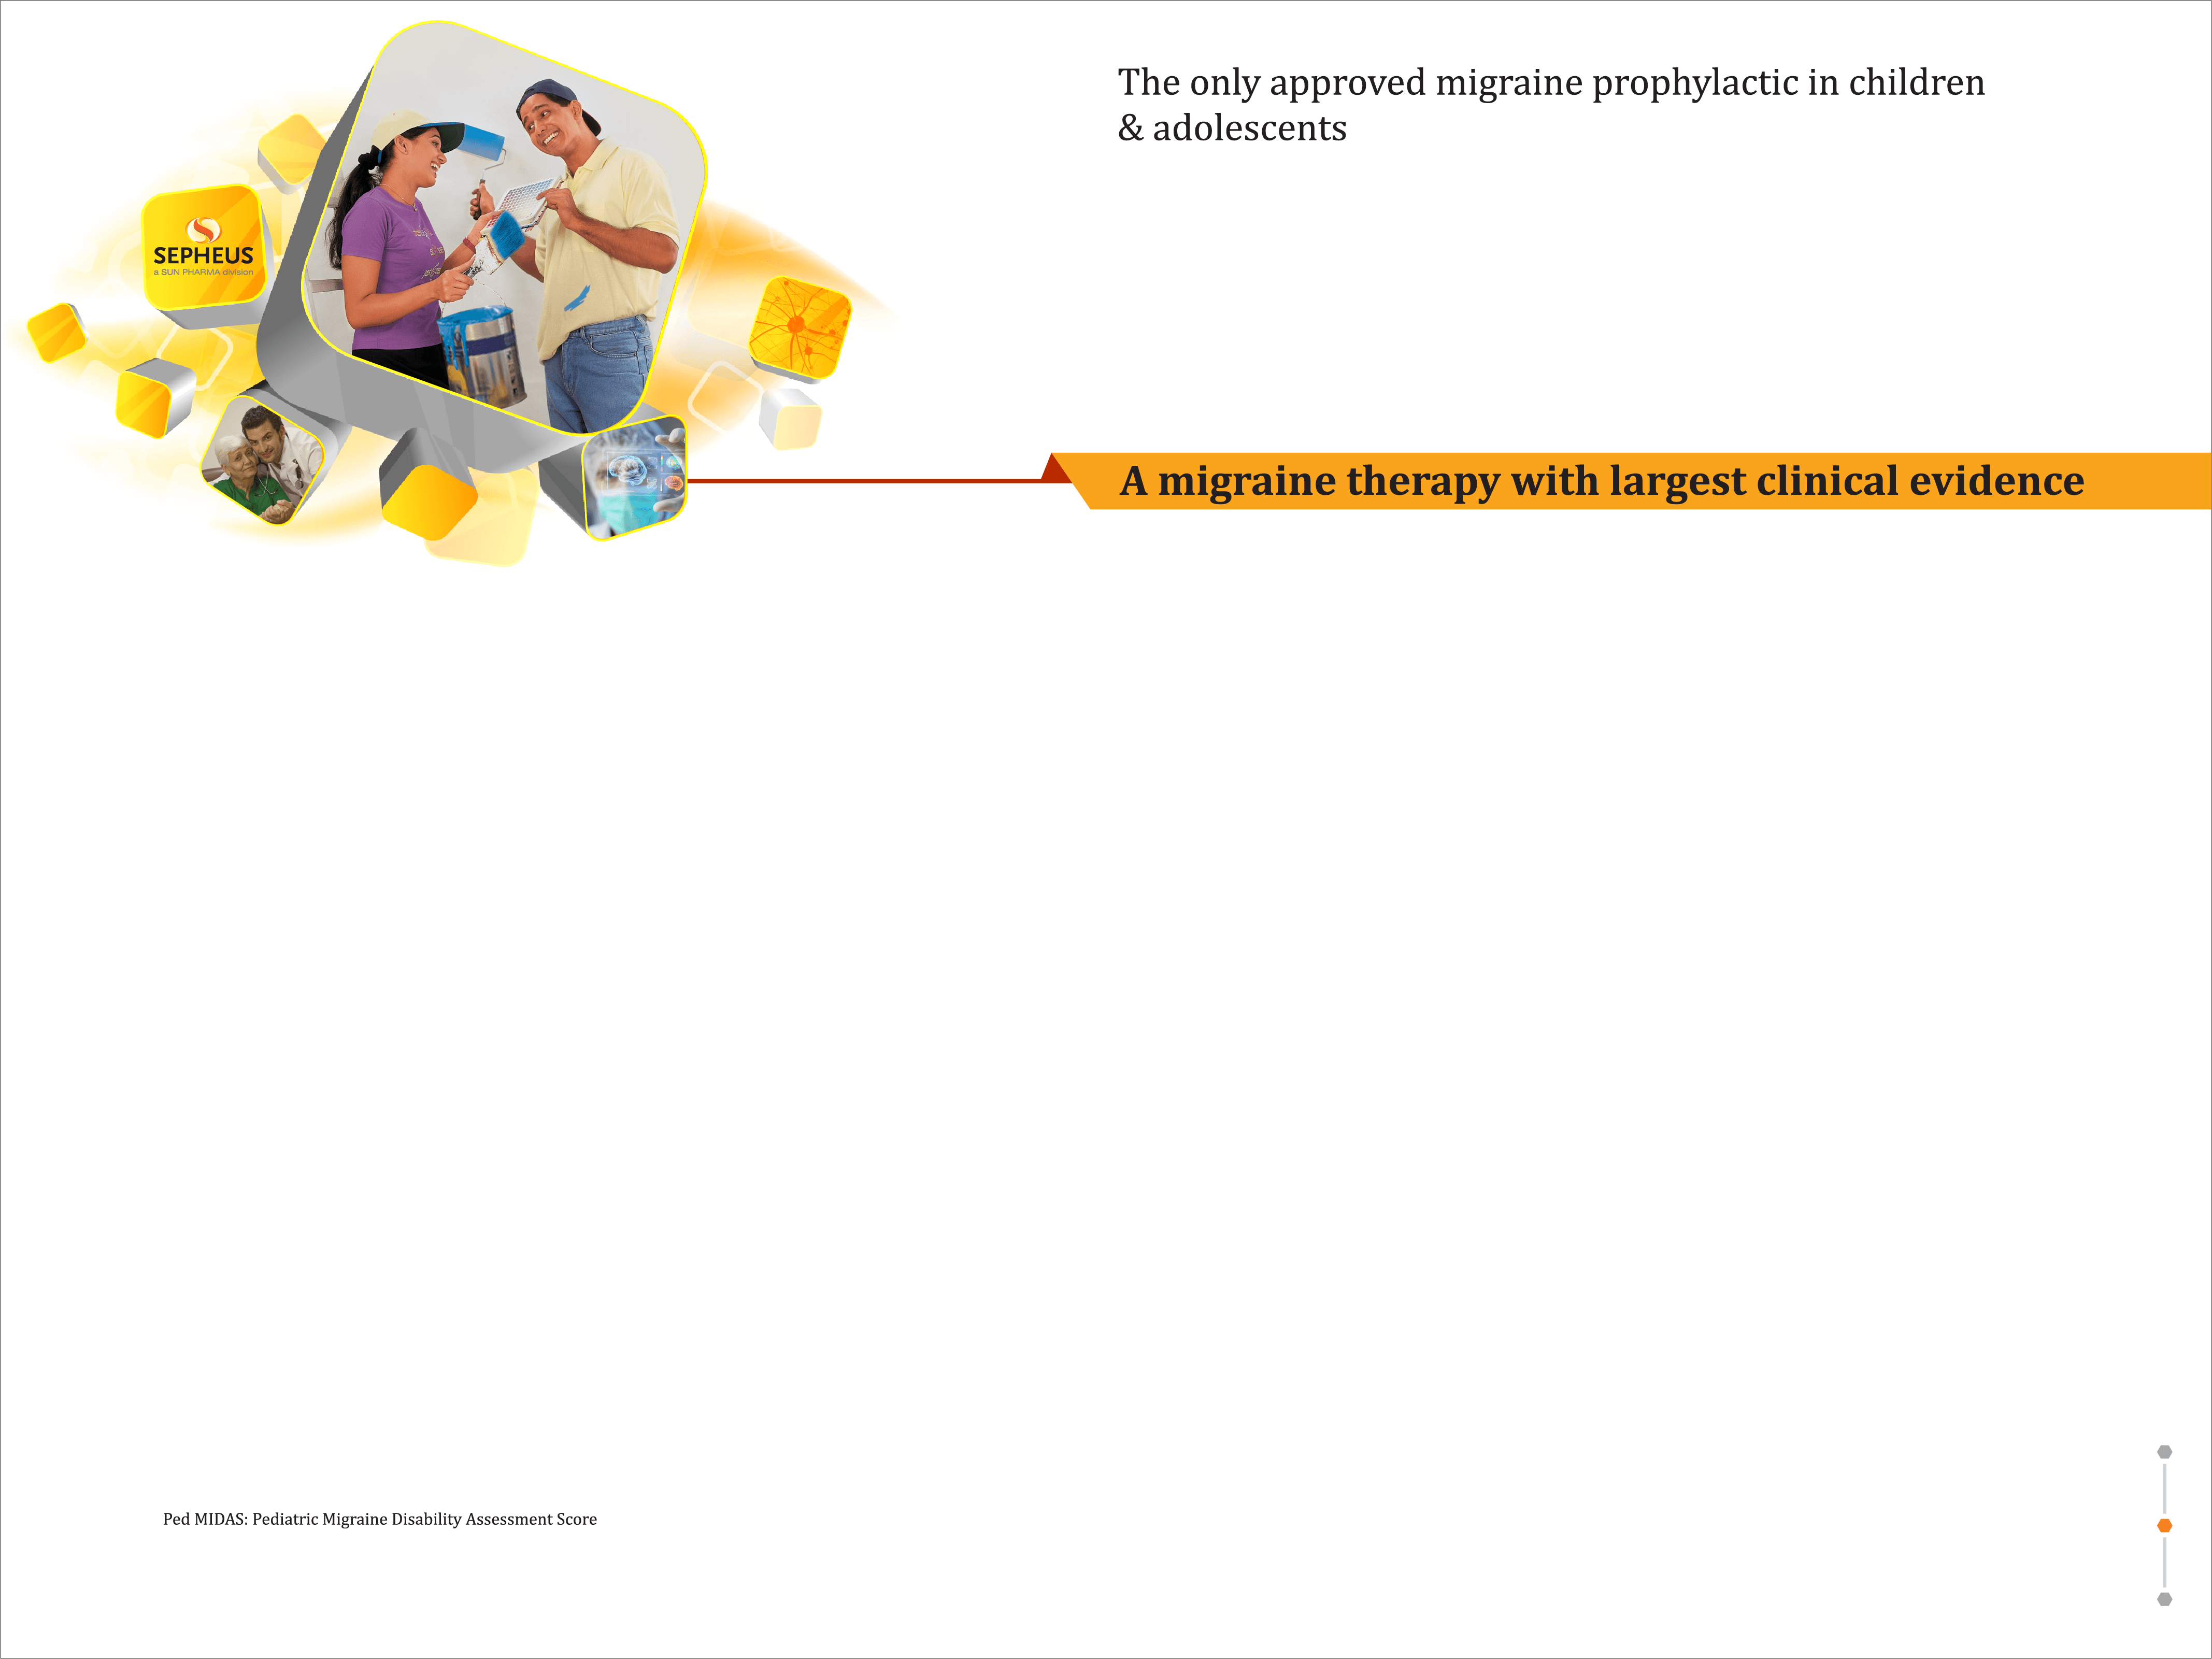 The only approved migraine prophylactic in children
& adolescents
SEPHEUS
a SUN PHARMA division
A migraine therapy with largest clinical evidence
Ped MIDAS: Pediatric Migraine Disability Assessment Score